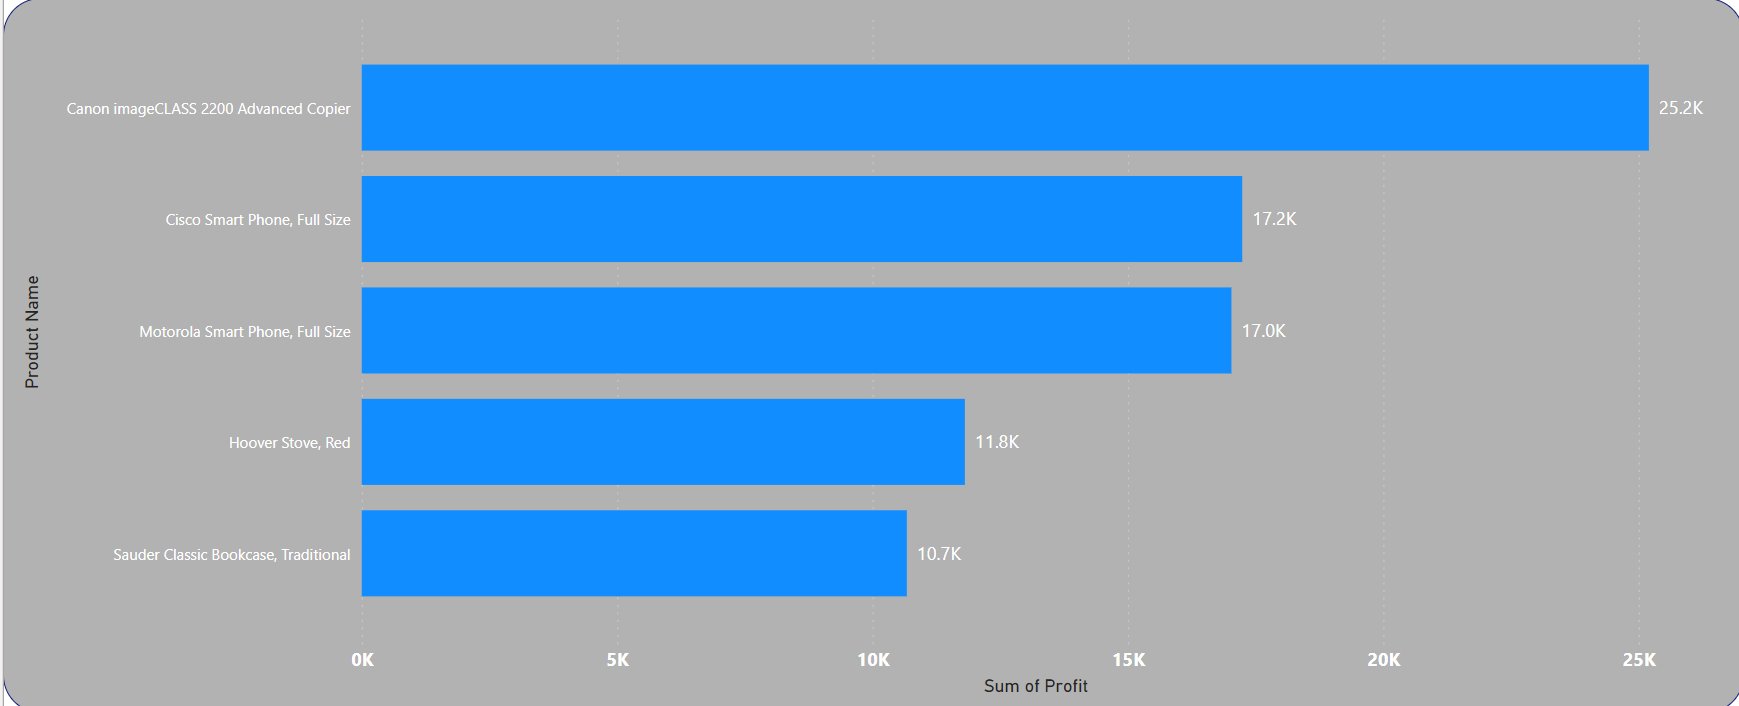 Product Name
Canon imageCLASS 2200 Advanced Copier
25.2K
Cisco Smart Phone, Full Size
17.2K
Motorola Smart Phone, Full Size
17.0K
Hoover Stove, Red
11.8K
Sauder Classic Bookcase, Traditional
10.7K
0K 5K 10K 15K 20K 25K
Sum of Profit